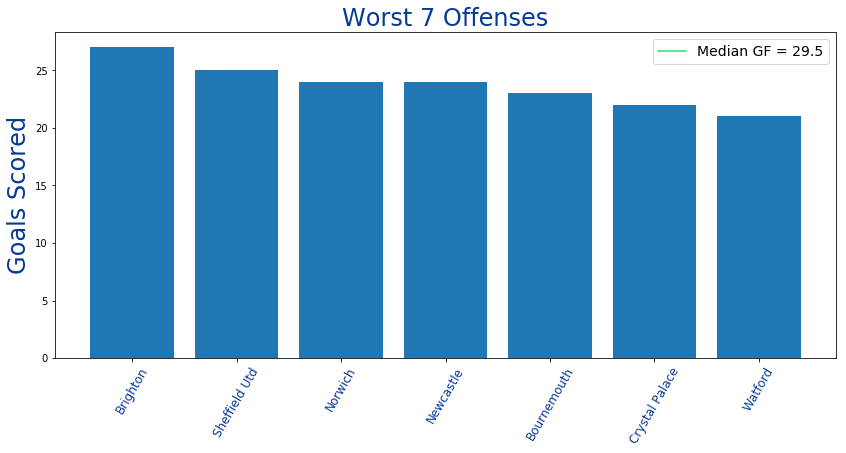 Worst 7 Offenses
Median GF = 29.5
Goals Scored
25
20
15
10
5
0
Brighton
Sheffield Utd
Norwich
Newcastle
Bournemouth
Crystal Palace
Watford